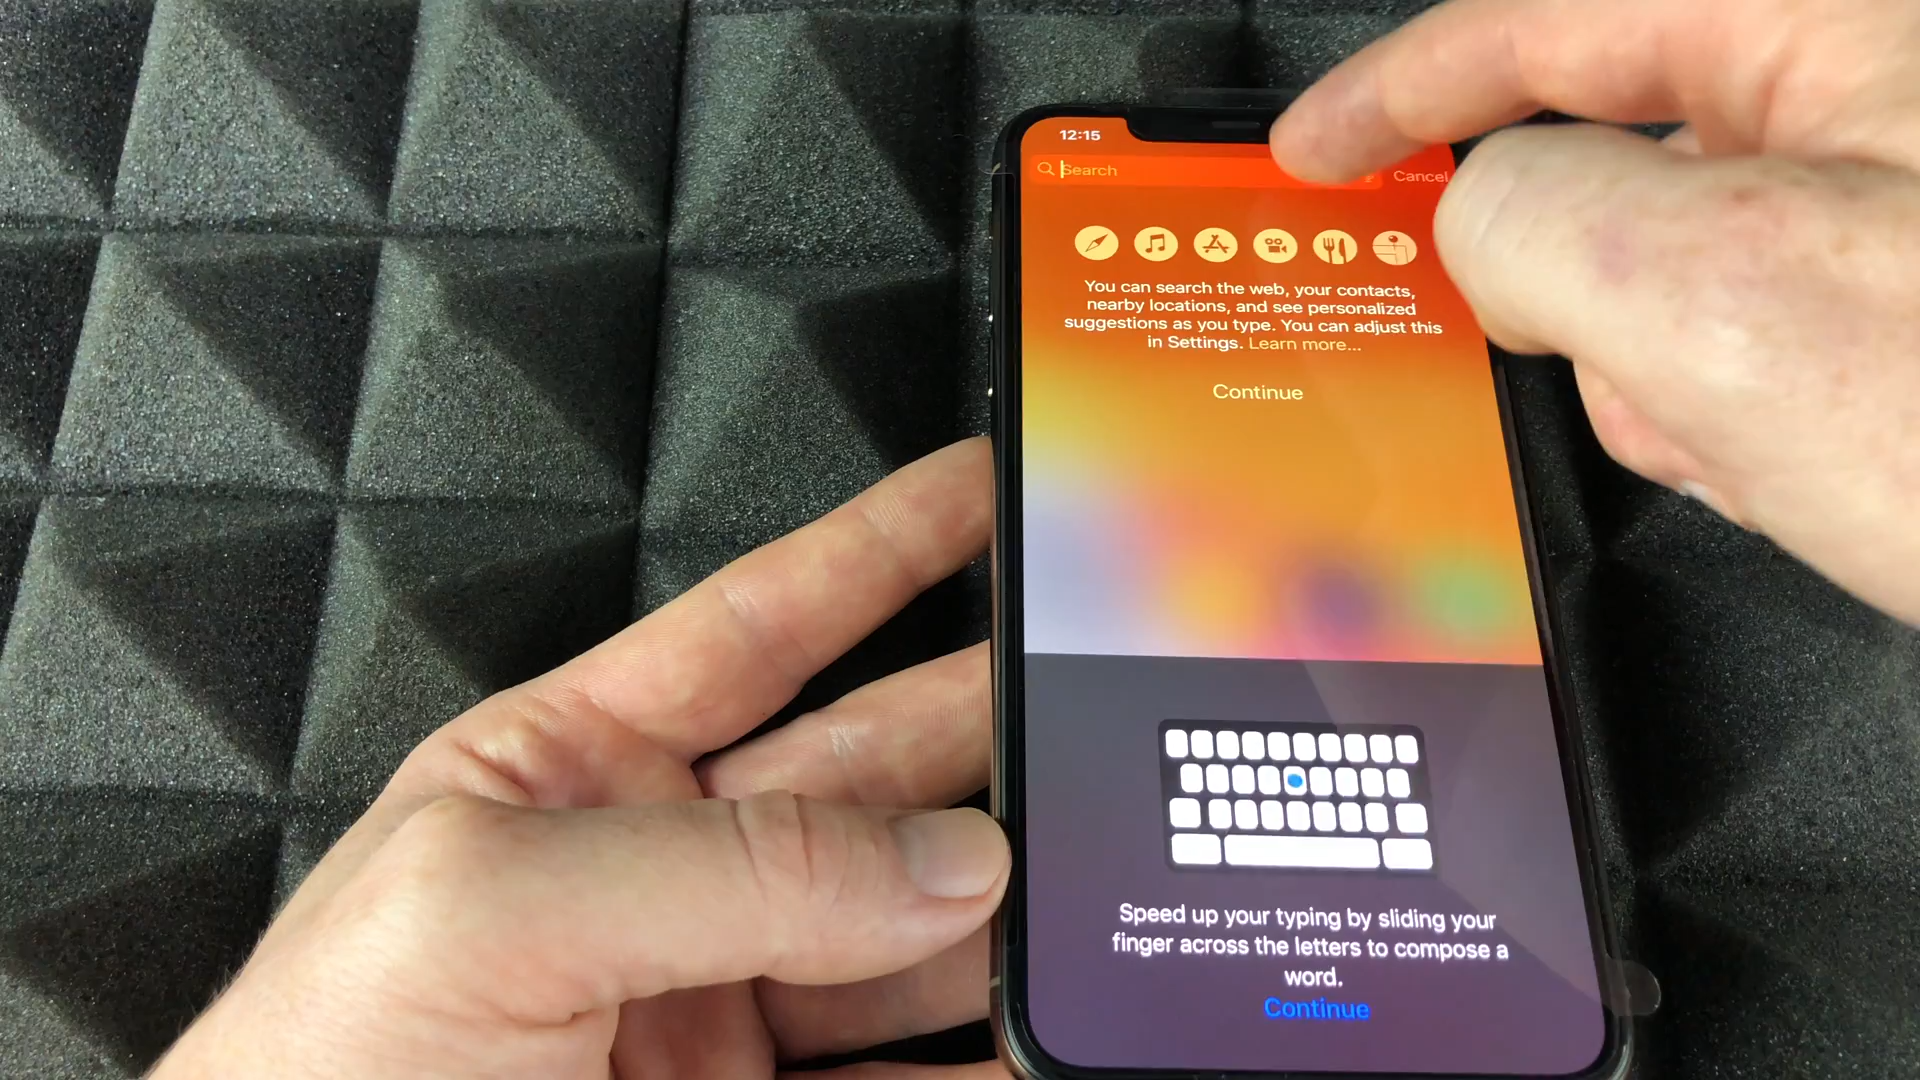 12:15
Search
Cancel
You can search the web, your contacts,
nearby locations, and see personalized
suggestions as you type. You can adjust this
in Settings. Learn more...
Continue
Speed up your typing by sliding your
finger across the letters to compose a
word.
Continue